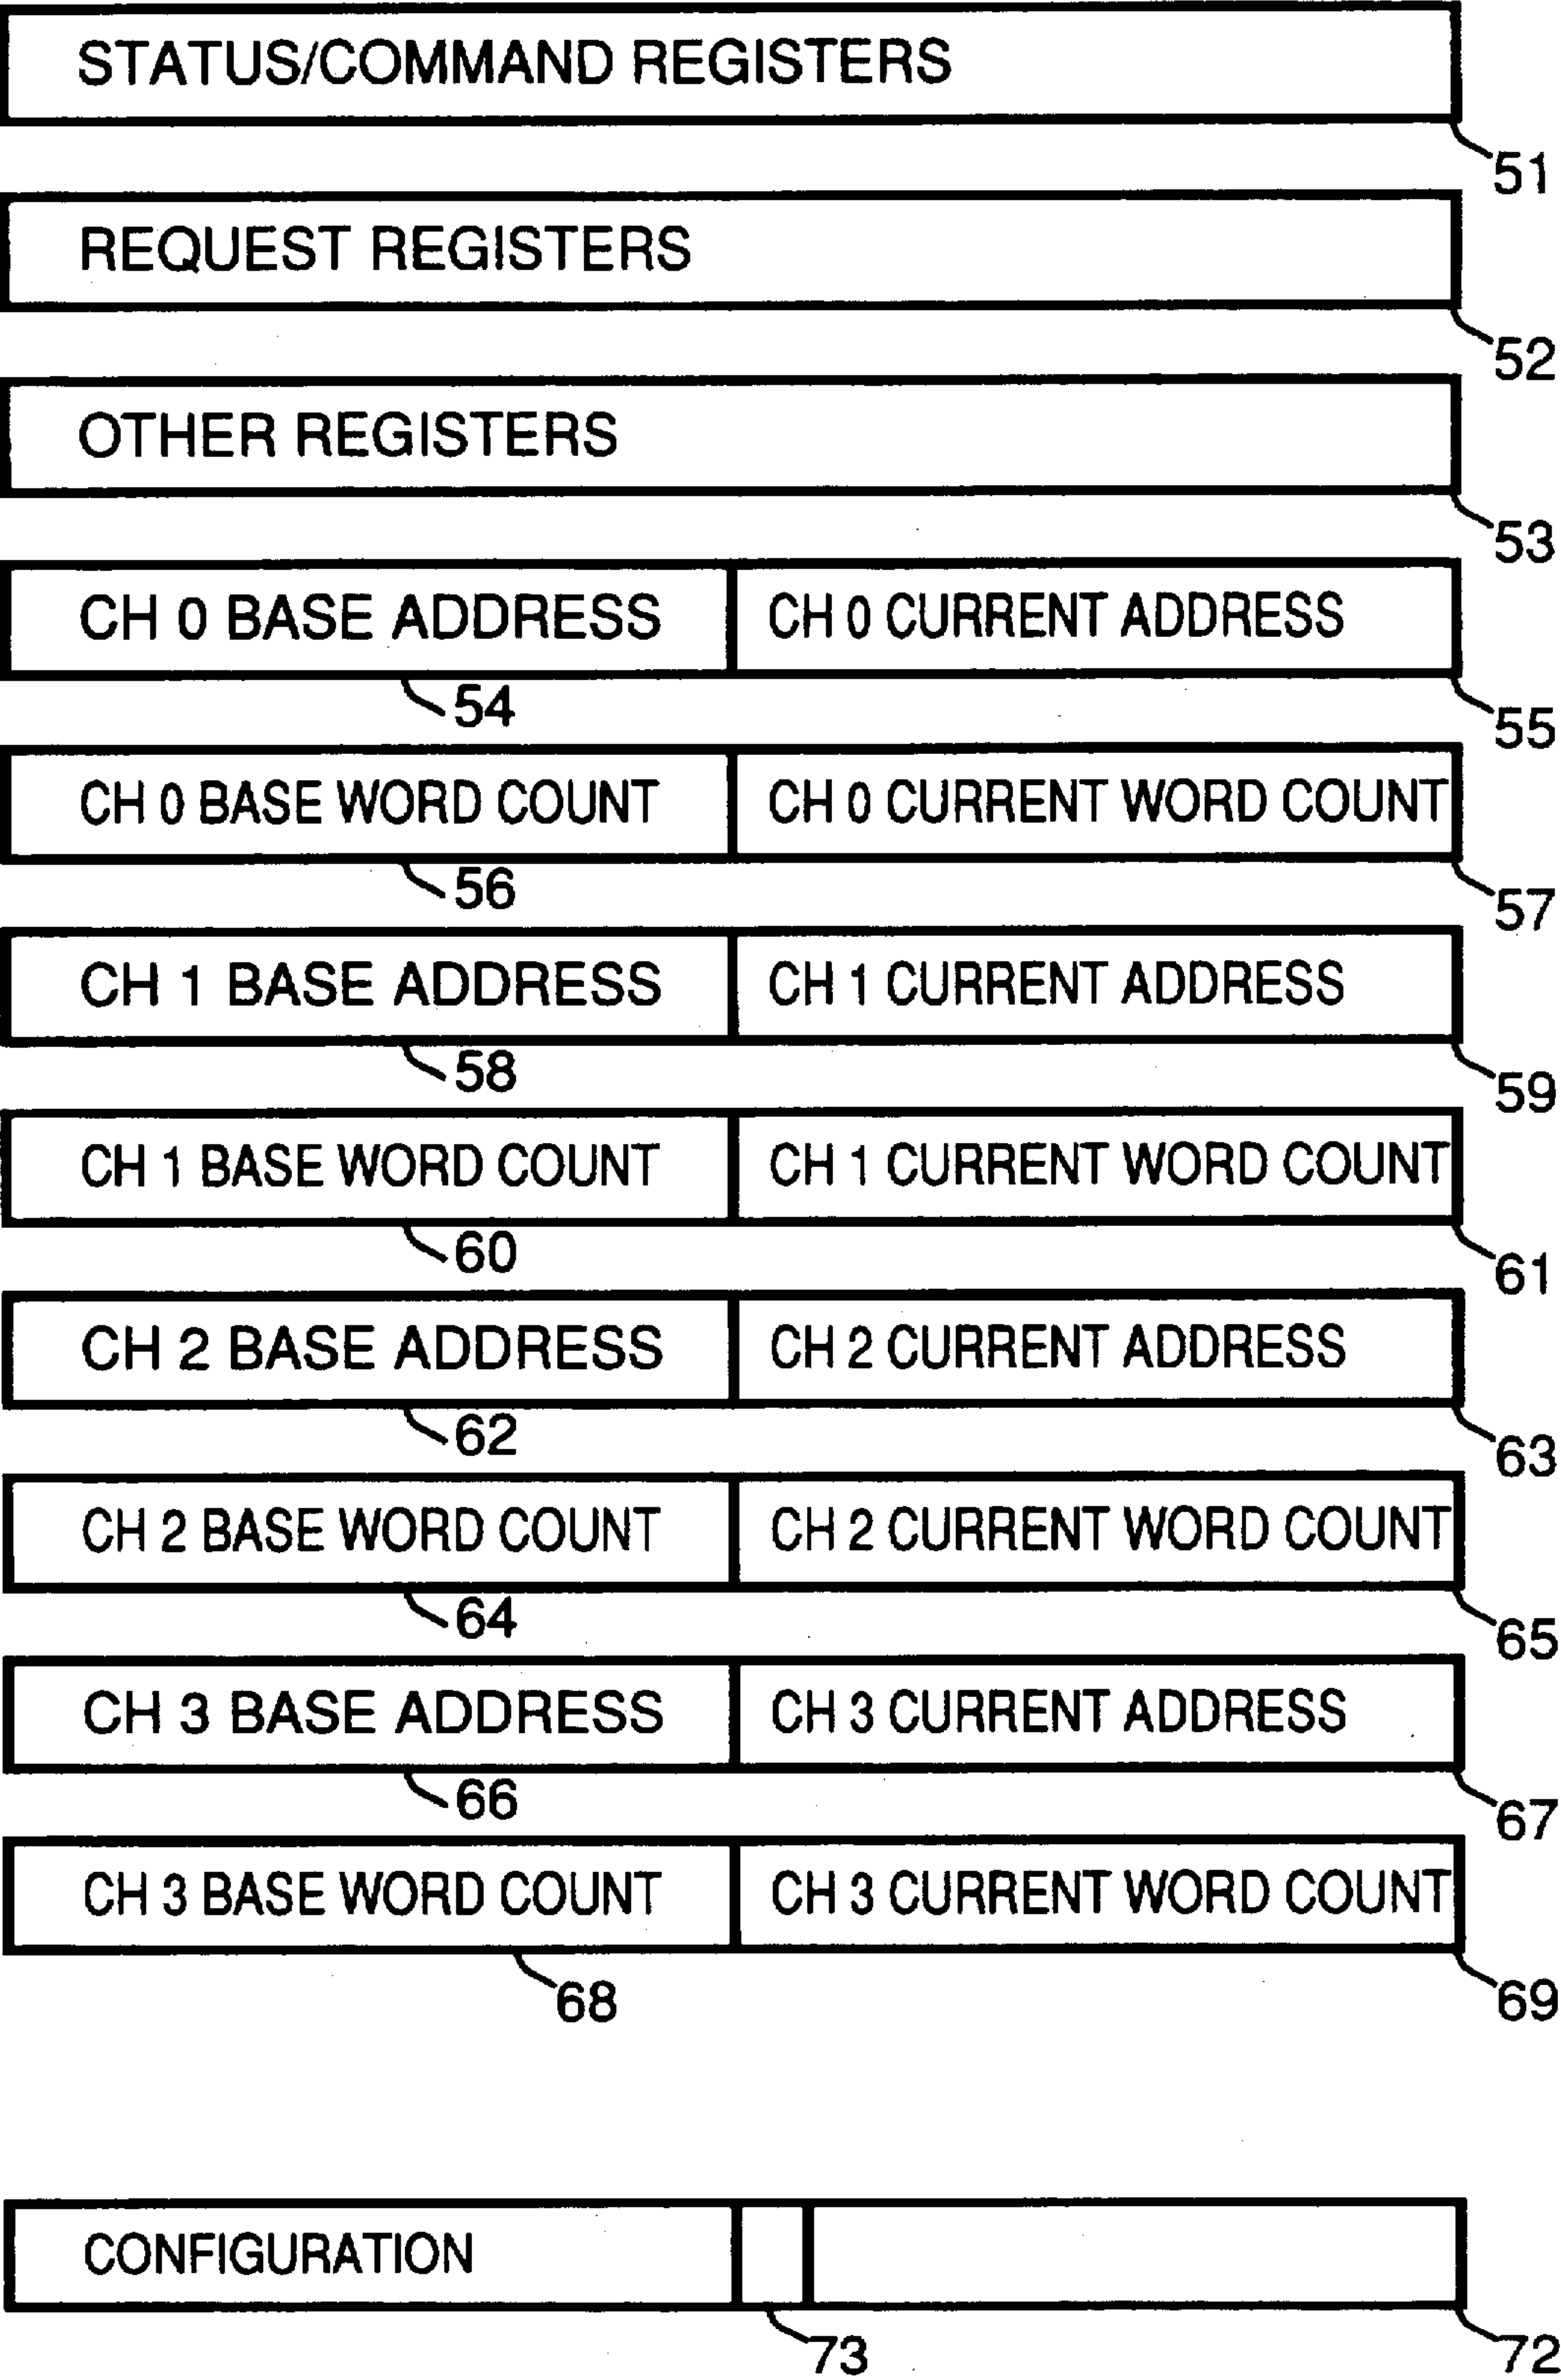 STATUS/COMMAND REGISTERS
51
REQUEST REGISTERS
52
OTHER REGISTERS
53
CH 0 BASE ADDRESS CH 0 CURRENT ADDRESS
54 55
CH 0 BASE WORD COUNT CH 0 CURRENT WORD COUNT
56 57
CH 1 BASE ADDRESS CH 1 CURRENT ADDRESS
58 59
CH 1 BASE WORD COUNT CH 1 CURRENT WORD COUNT
60 61
CH 2 BASE ADDRESS CH 2 CURRENT ADDRESS
62 63
CH 2 BASE WORD COUNT CH 2 CURRENT WORD COUNT
64 65
CH 3 BASE ADDRESS CH 3 CURRENT ADDRESS
66 67
CH 3 BASE WORD COUNT CH 3 CURRENT WORD COUNT
68 69
CONFIGURATION
73 72